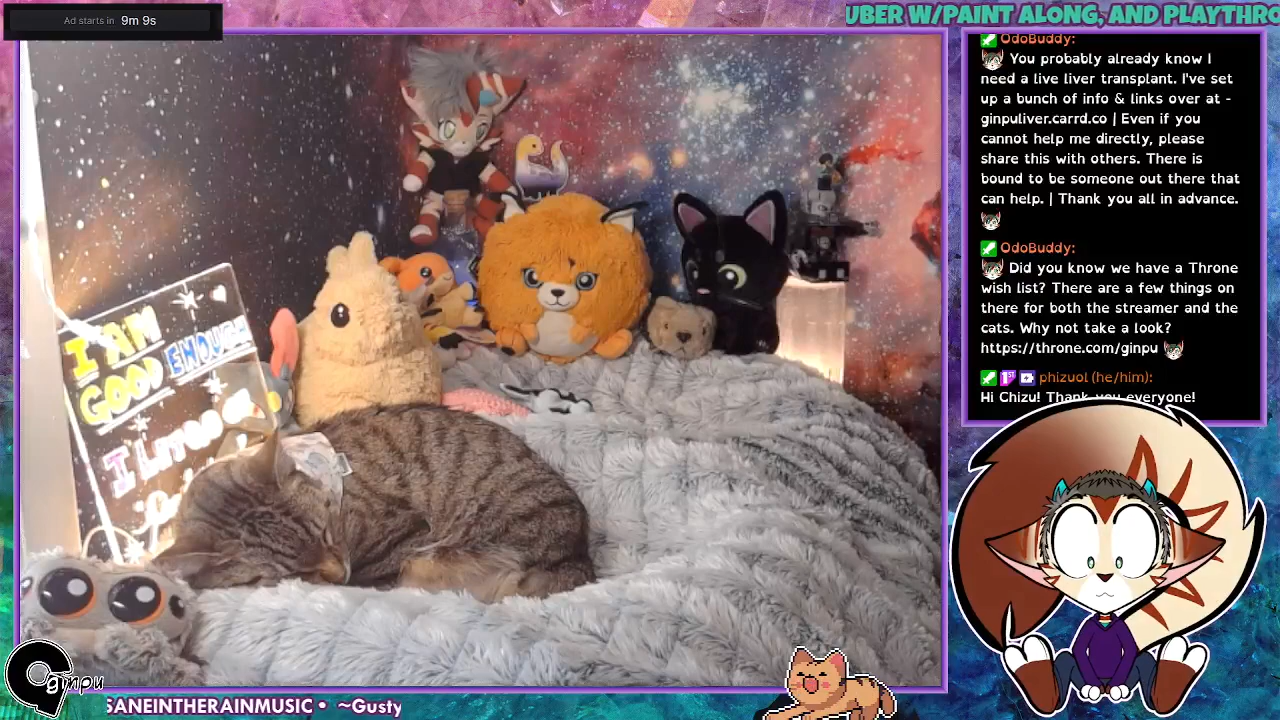 Ad starts in 9m 9s
UBER W/PAINT ALONG, AND PLAYTHRO
OdoBuddy:
You probably already know I
need a live liver transplant. I've set
up a bunch of info & links over at -
ginpuliver.carrd.co | Even if you
cannot help me directly, please
share this with others. There is
bound to be someone out there that
can help. | Thank you all in advance.
OdoBuddy:
Did you know we have a Throne
wish list? There are a few things on
there for both the streamer and the
cats. Why not take a look?
https://throne.com/ginpu
1ST phizuol (he/him):
Hi Chizu! Thank you everyone!
I AM
GOOD ENOUGH
I
ginpu
SANEINTHERAINMUSIC • ~Gusty